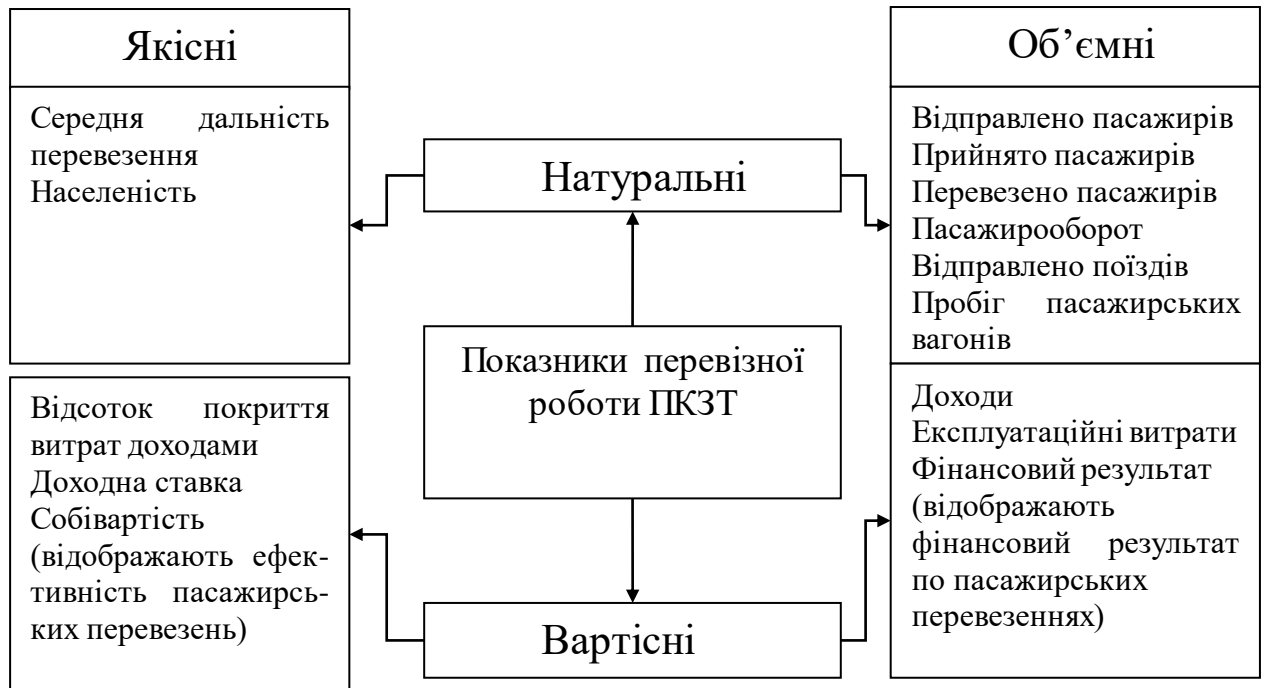 Якісні
Середня дальність
перевезення
Населеність
Відсоток покриття
витрат доходами
Доходна ставка
Собівартість
(відображають ефек-
тивність пасажирсь-
ких перевезень)
Натуральні
Показники перевізної
роботи ПКЗТ
Вартісні
Об’ємні
Відправлено пасажирів
Прийнято пасажирів
Перевезено пасажирів
Пасажирооборот
Відправлено поїздів
Пробіг пасажирських
вагонів
Доходи
Експлуатаційні витрати
Фінансовий результат
(відображають
фінансовий результат
по пасажирських
перевезеннях)